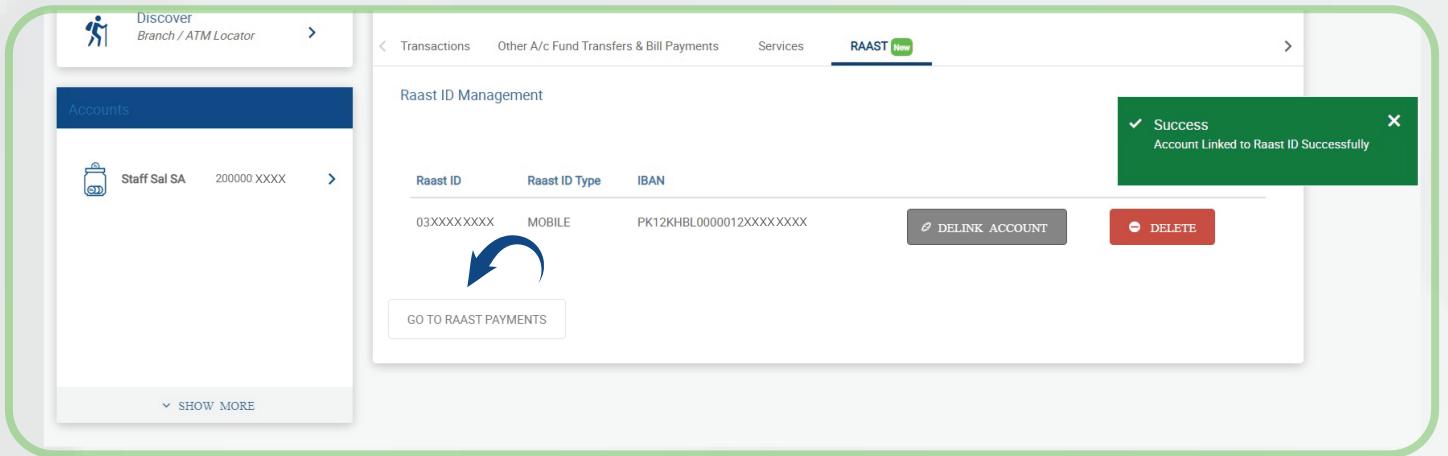 Discover
Branch / ATM Locator
Accounts
Staff Sal SA 200000 XXXX
SHOW MORE
Transactions Other A/c Fund Transfers & Bill Payments Services RAAST New
Raast ID Management
Success
Account Linked to Raast ID Successfully
Raast ID Raast ID Type IBAN
03XXXXXXXX MOBILE PK12KHBL0000012XXXXXXXX DELINK ACCOUNT DELETE
GO TO RAAST PAYMENTS